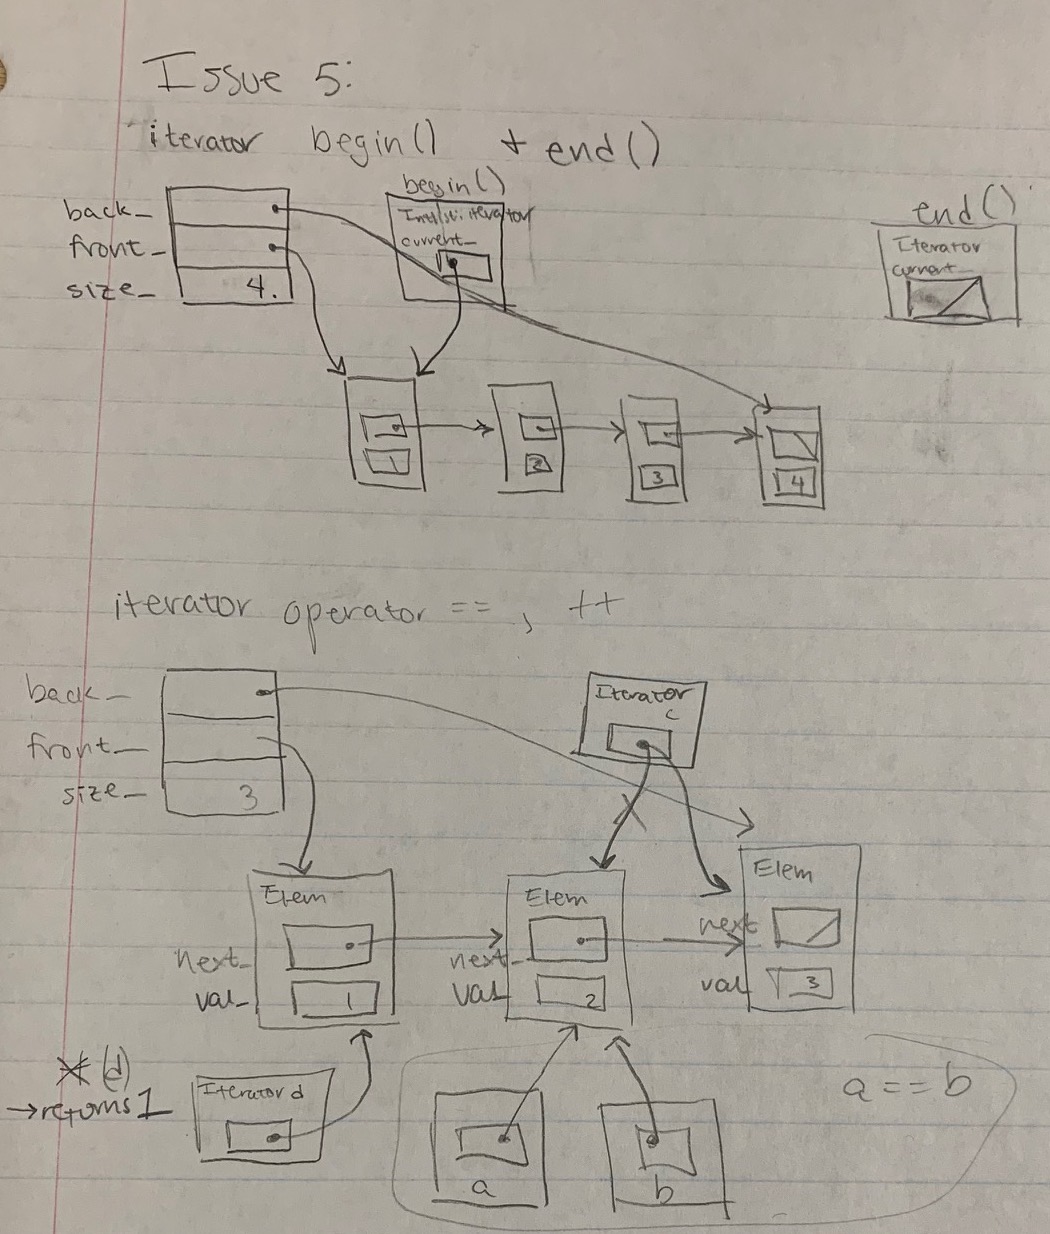 Issue 5:
iterator begin() + end()
begin()
back_
front_
size_ 4.
Intlist::iterator
current_
end()
Iterator
current_
1
2
3
4
iterator operator ==, ++
back_
front_
size_ 3
Iterator
c
Elem
next_
val_ 1
Elem
next_
val_ 2
Elem
next
val 3
*(d)
→returns 1
Iterator d
a
b
a == b